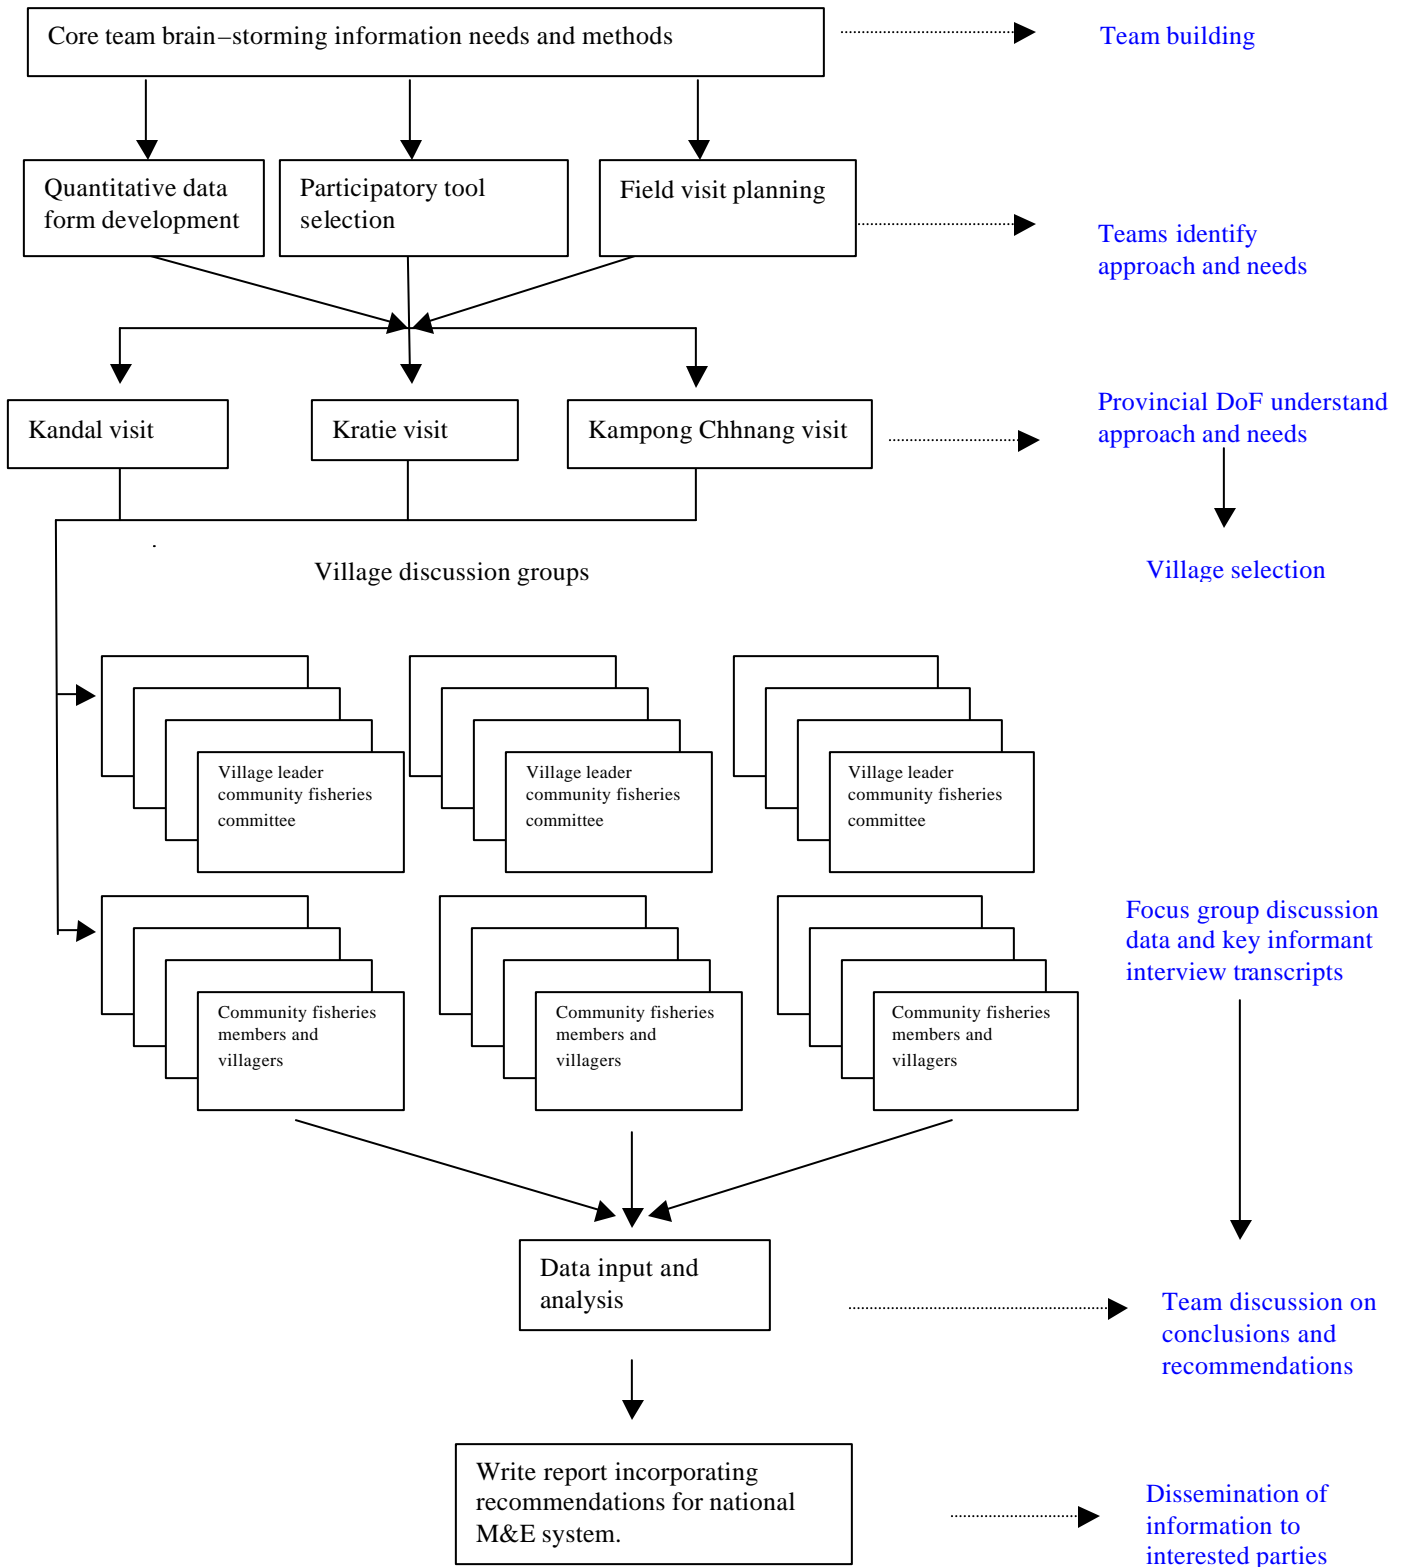 Core team brain–storming information needs and methods
Team building
Quantitative data
form development
Participatory tool
selection
Field visit planning
Teams identify
approach and needs
Kandal visit
Kratie visit
Kampong Chhnang visit
Provincial DoF understand
approach and needs
Village discussion groups
Village selection
Village leader
community fisheries
committee
Village leader
community fisheries
committee
Village leader
community fisheries
committee
Community fisheries
members and
villagers
Community fisheries
members and
villagers
Community fisheries
members and
villagers
Focus group discussion
data and key informant
interview transcripts
Data input and
analysis
Team discussion on
conclusions and
recommendations
Write report incorporating
recommendations for national
M&E system.
Dissemination of
information to
interested parties